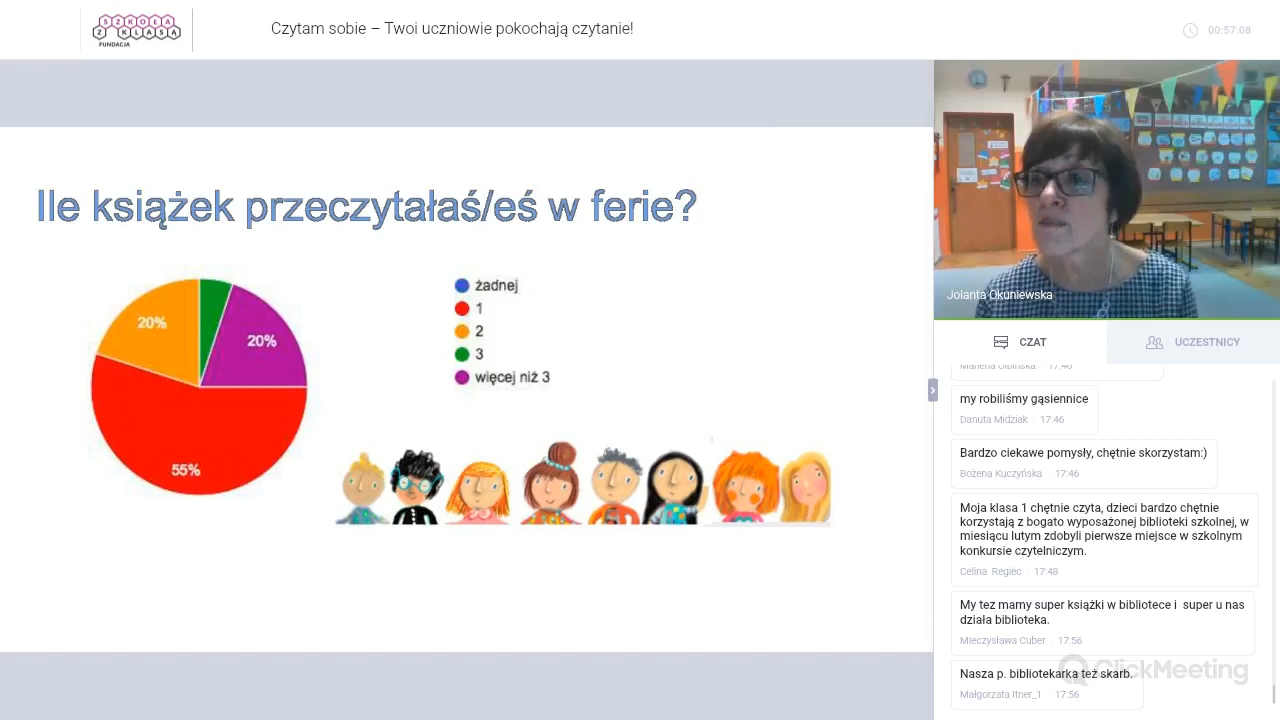 SZKOŁA
Z KLASĄ
FUNDACJA
Czytam sobie – Twoi uczniowie pokochają czytanie!
00:57:08
Ile książek przeczytałaś/eś w ferie?
20%
20%
55%
żadnej
1
2
3
więcej niż 3
Jolanta Okuniewska
CZAT
UCZESTNICY
Marlena Olbińska 17:46
my robiliśmy gąsiennice
Danuta Midziak 17:46
Bardzo ciekawe pomysły, chętnie skorzystam:)
Bożena Kuczyńska 17:46
Moja klasa 1 chętnie czyta, dzieci bardzo chętnie
korzystają z bogato wyposażonej biblioteki szkolnej, w
miesiącu lutym zdobyli pierwsze miejsce w szkolnym
konkursie czytelniczym.
Celina Regiec 17:48
My tez mamy super książki w bibliotece i super u nas
działa biblioteka.
Mieczysława Cuber 17:56
Nasza p. bibliotekarka też skarb.
Małgorzata Itner_1 17:56
ClickMeeting